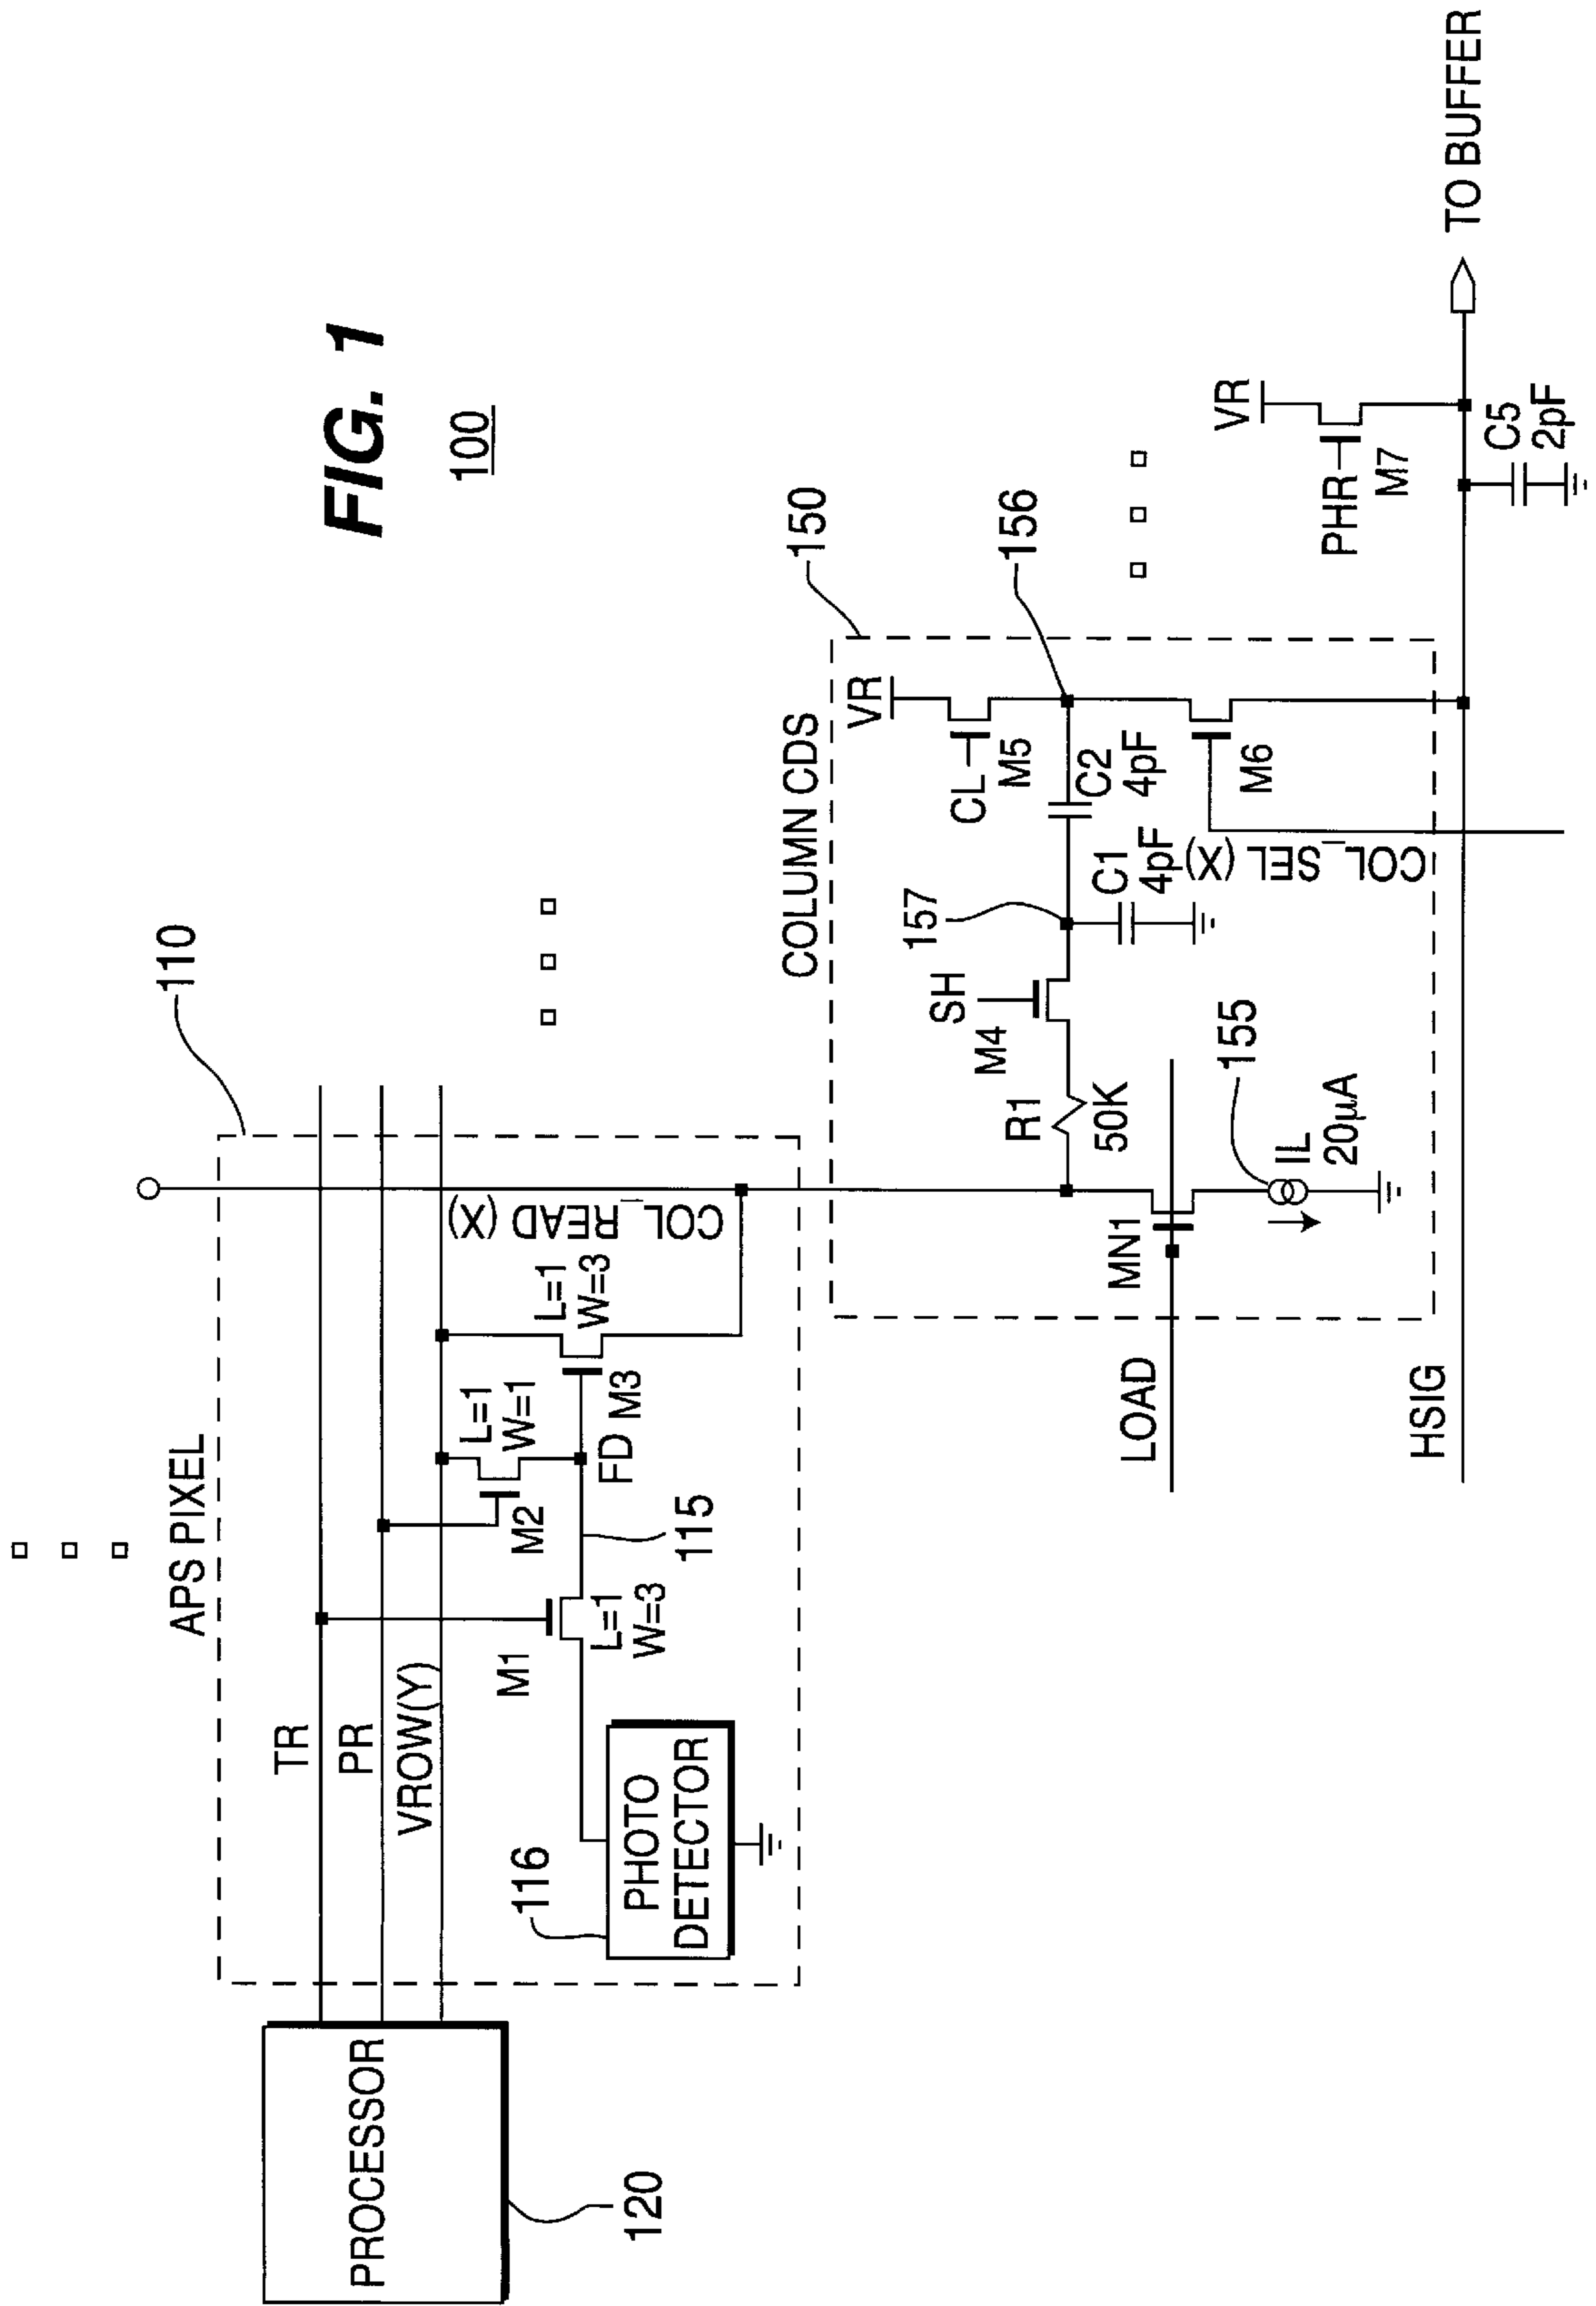 FIG. 1
100
APS PIXEL
110
TR
PR
VROW(Y)
PROCESSOR
120
116
PHOTO
DETECTOR
M1
L=1
W=3
115
M2
L=1
W=1
FD
M3
L=1
W=3
COL_READ (X)
COLUMN CDS
150
VR
CL
M5
156
157
SH
M4
R1
50K
C1
4pF
C2
4pF
M6
COL_SEL (X)
LOAD
MN1
155
IL
20µA
HSIG
VR
PHR
M7
C5
2pF
TO BUFFER